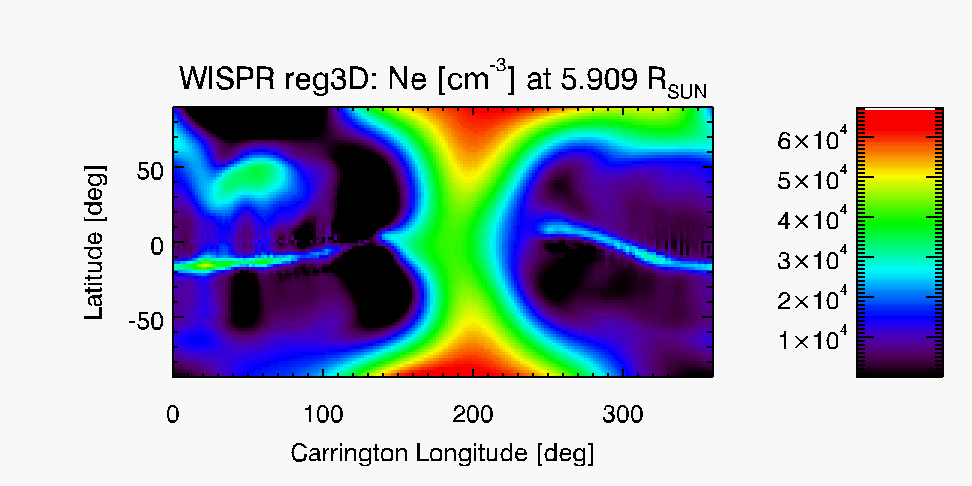 WISPR reg3D: Ne [cm⁻³] at 5.909 R_SUN
6×10⁴
5×10⁴
4×10⁴
3×10⁴
2×10⁴
1×10⁴
Latitude [deg]
50
0
-50
0 100 200 300
Carrington Longitude [deg]